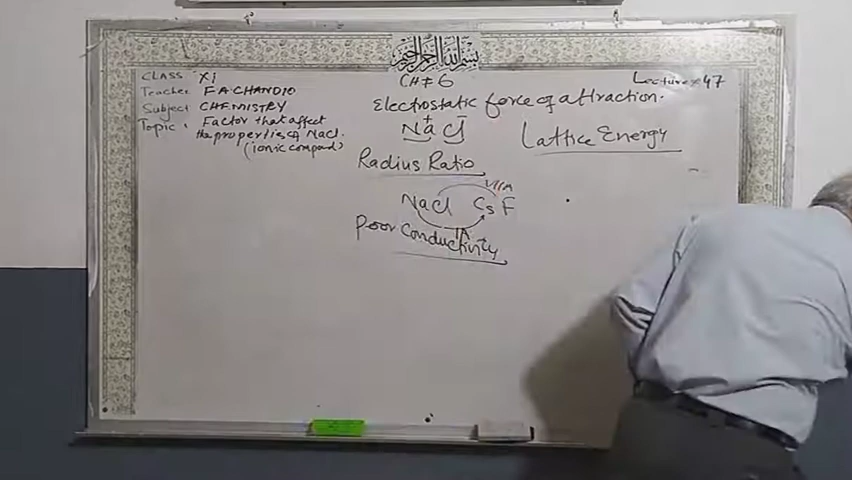 بسم الله الرحمن الرحيم
CLASS XI
CH # 6
Lecture # 47
Teacher F A CHANDIO
Subject: CHEMISTRY
Topic: Factor that affect
the properties of NaCl.
(ionic compound)
Electrostatic force of attraction.
Na+ Cl-
Lattice Energy
Radius Ratio
VIIA
NaCl CsF
IA
Poor Conductivity